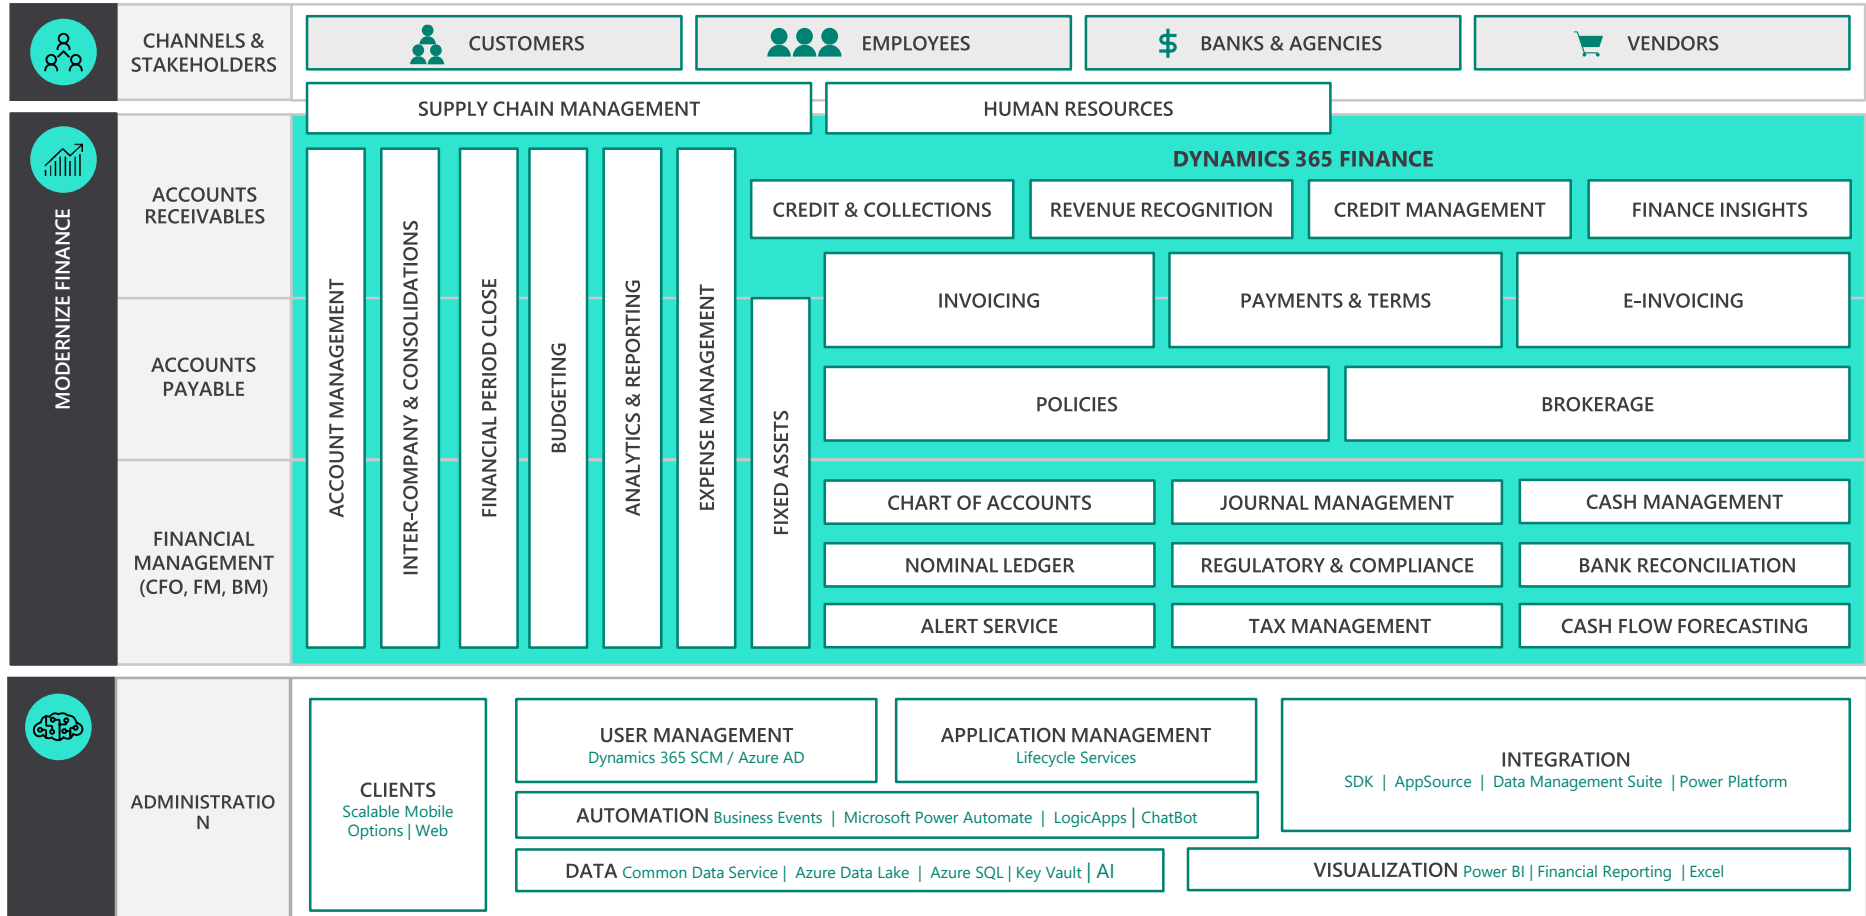 CHANNELS &
STAKEHOLDERS
CUSTOMERS
EMPLOYEES
BANKS & AGENCIES
VENDORS
SUPPLY CHAIN MANAGEMENT
HUMAN RESOURCES
MODERNIZE FINANCE
ACCOUNTS
RECEIVABLES
ACCOUNTS
PAYABLE
FINANCIAL
MANAGEMENT
(CFO, FM, BM)
ACCOUNT MANAGEMENT
INTER-COMPANY & CONSOLIDATIONS
FINANCIAL PERIOD CLOSE
BUDGETING
ANALYTICS & REPORTING
EXPENSE MANAGEMENT
FIXED ASSETS
DYNAMICS 365 FINANCE
CREDIT & COLLECTIONS
REVENUE RECOGNITION
CREDIT MANAGEMENT
FINANCE INSIGHTS
INVOICING
PAYMENTS & TERMS
E-INVOICING
POLICIES
BROKERAGE
CHART OF ACCOUNTS
JOURNAL MANAGEMENT
CASH MANAGEMENT
NOMINAL LEDGER
REGULATORY & COMPLIANCE
BANK RECONCILIATION
ALERT SERVICE
TAX MANAGEMENT
CASH FLOW FORECASTING
ADMINISTRATIO
N
CLIENTS
Scalable Mobile
Options | Web
USER MANAGEMENT
Dynamics 365 SCM / Azure AD
APPLICATION MANAGEMENT
Lifecycle Services
INTEGRATION
SDK | AppSource | Data Management Suite | Power Platform
AUTOMATION Business Events | Microsoft Power Automate | LogicApps | ChatBot
DATA Common Data Service | Azure Data Lake | Azure SQL | Key Vault | AI
VISUALIZATION Power BI | Financial Reporting | Excel